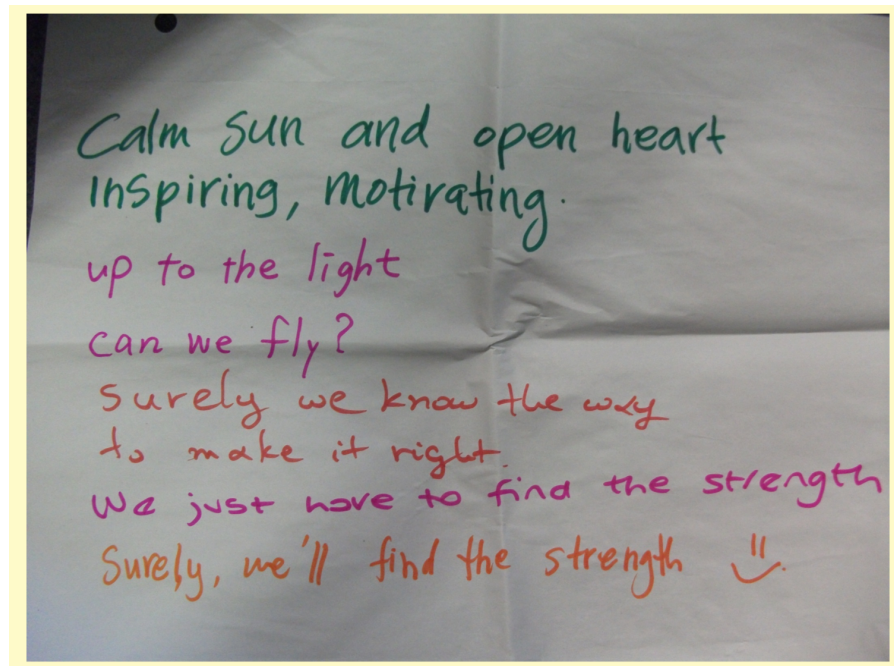 Calm sun and open heart
Inspiring, motivating.
up to the light
can we fly?
Surely we know the way
to make it right.
We just have to find the strength
Surely, we'll find the strength